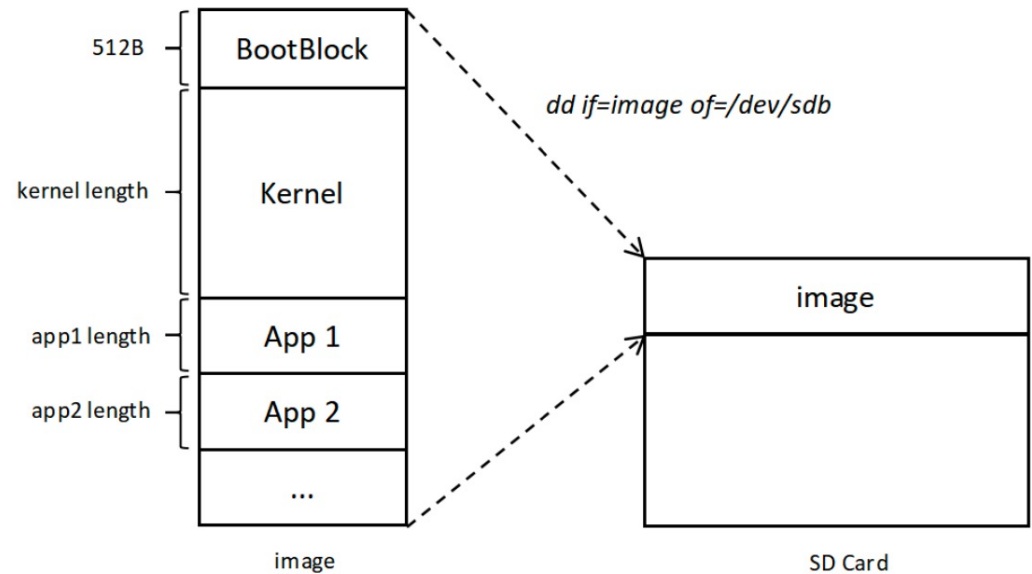 512B
BootBlock
dd if=image of=/dev/sdb
kernel length
Kernel
image
app1 length
App 1
app2 length
App 2
...
image
SD Card